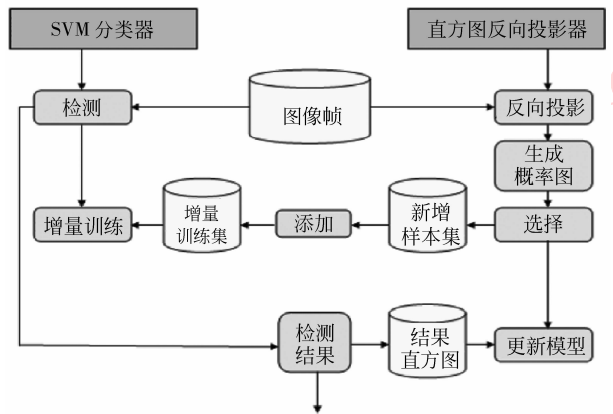 SVM 分类器
直方图反向投影器
检测
图像帧
反向投影
生成
概率图
增量训练
增量
训练集
添加
新增
样本集
选择
检测
结果
结果
直方图
更新模型